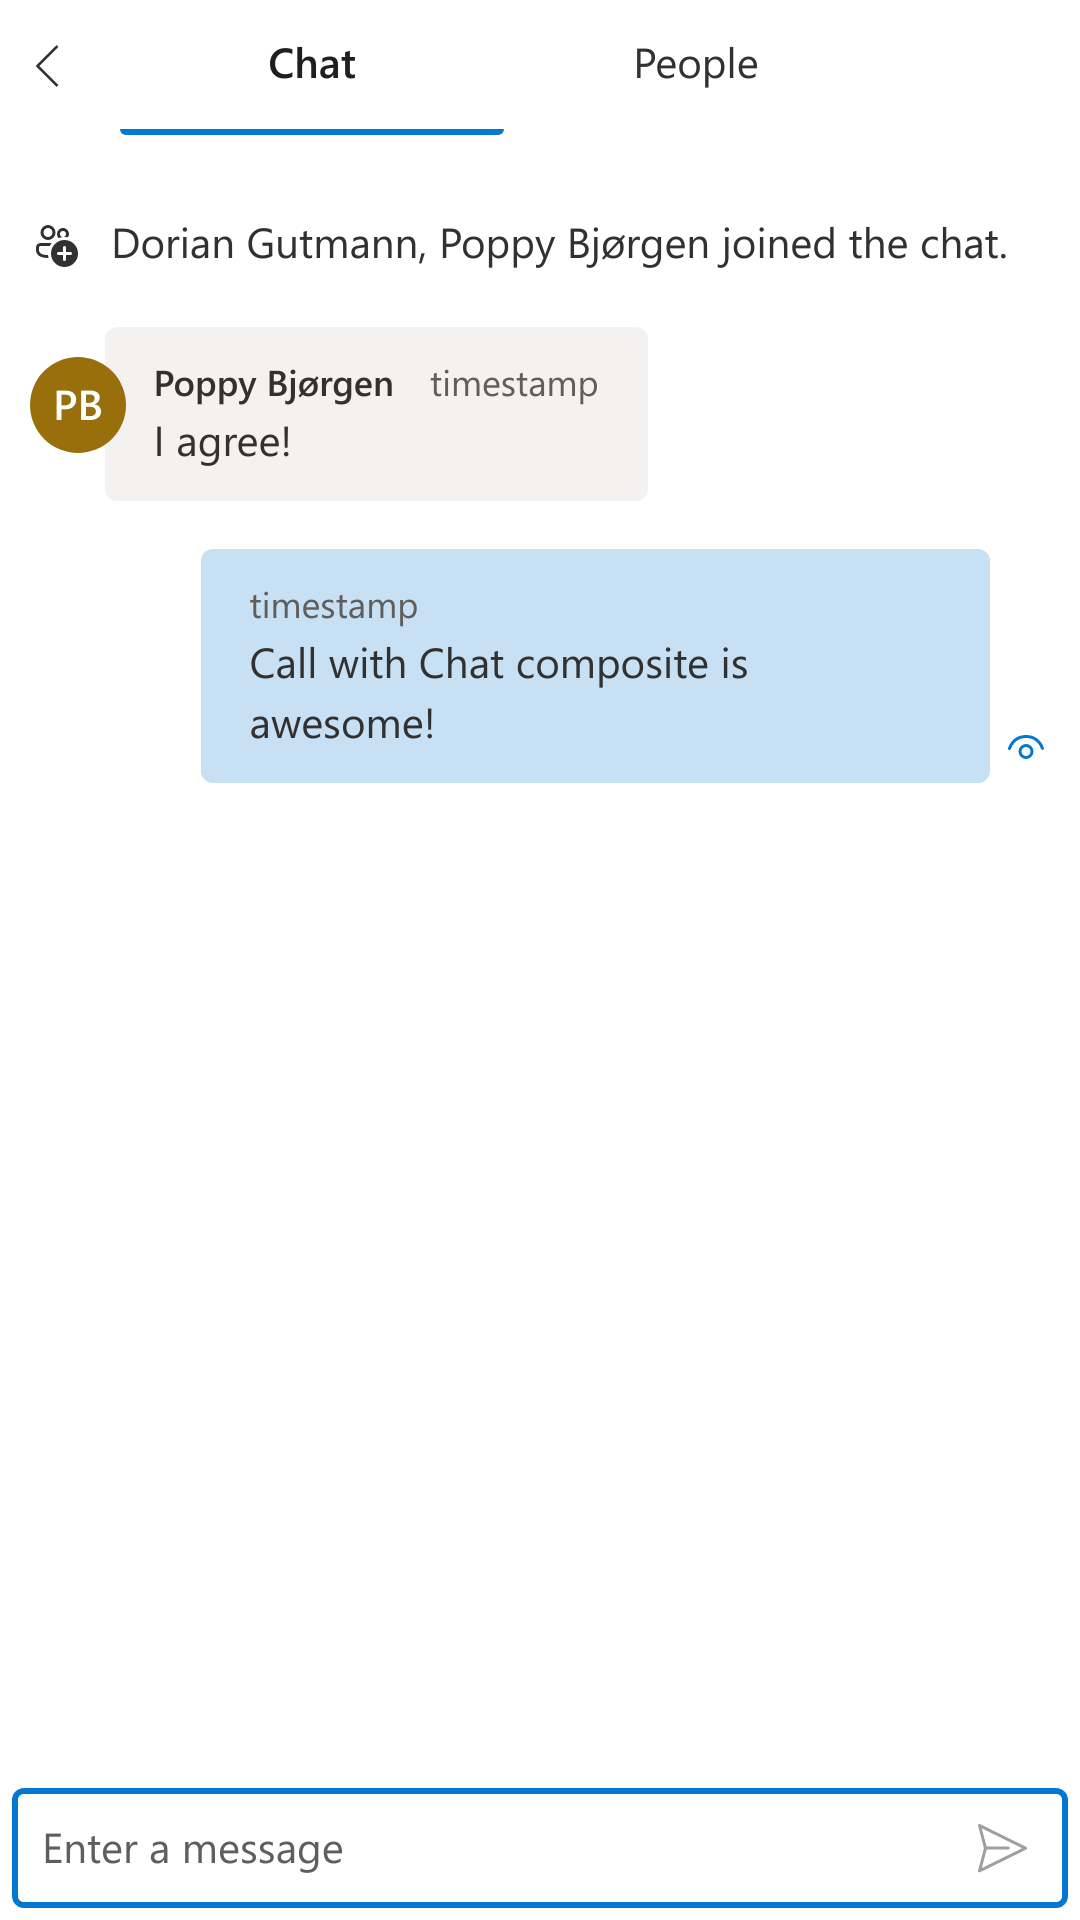 Chat
People
Dorian Gutmann, Poppy Bjørgen joined the chat.
PB
Poppy Bjørgen timestamp
I agree!
timestamp
Call with Chat composite is
awesome!
Enter a message